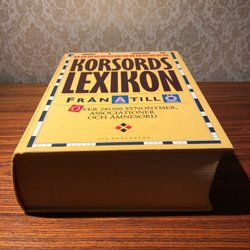 KORSORDS
LEXIKON
FRÅN A TILL Ö
ÖVER 240 000 SYNONYMER,
ASSOCIATIONER
OCH ÄMNESORD